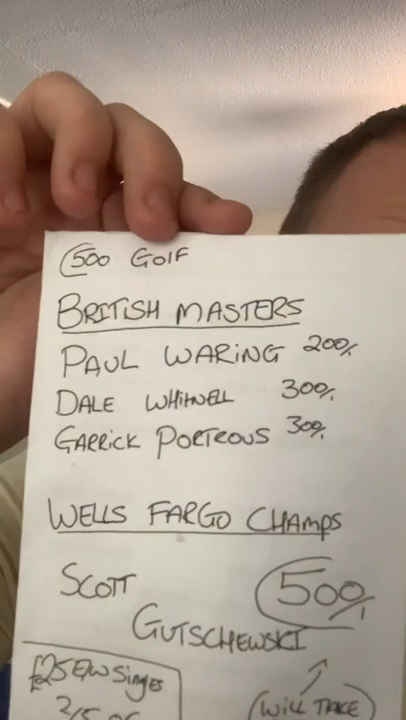 500 GOLF
BRITISH MASTERS
PAUL WARING 200/1
DALE WHITNELL 300/1
GARRICK PORTEOUS 300/1
WELLS FARGO CHAMPS
SCOTT 500/1
GUTSCHEWSKI
£25 E/W Singles
(WILL TAKE